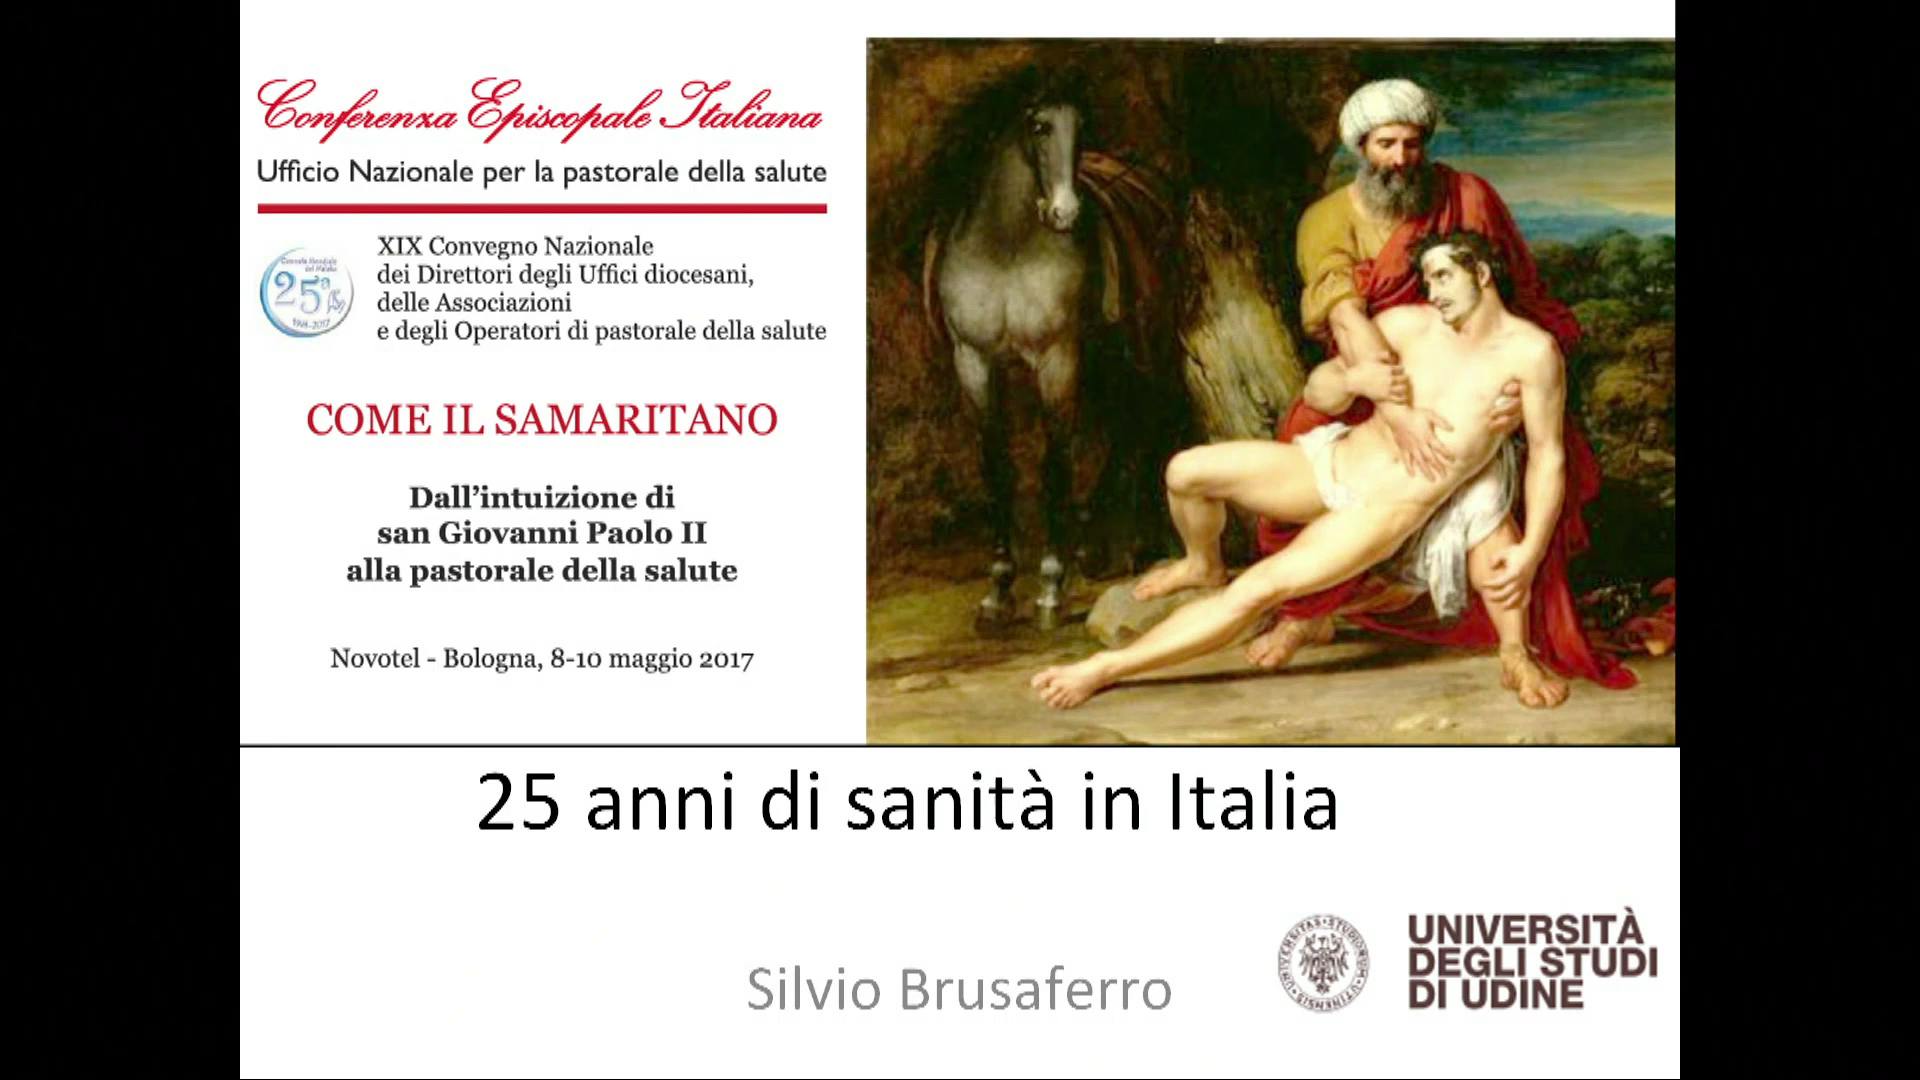 Conferenza Episcopale Italiana
Ufficio Nazionale per la pastorale della salute
25ª
XIX Convegno Nazionale
dei Direttori degli Uffici diocesani,
delle Associazioni
e degli Operatori di pastorale della salute
COME IL SAMARITANO
Dall'intuizione di
san Giovanni Paolo II
alla pastorale della salute
Novotel - Bologna, 8-10 maggio 2017
25 anni di sanità in Italia
Silvio Brusaferro
UNIVERSITÀ
DEGLI STUDI
DI UDINE